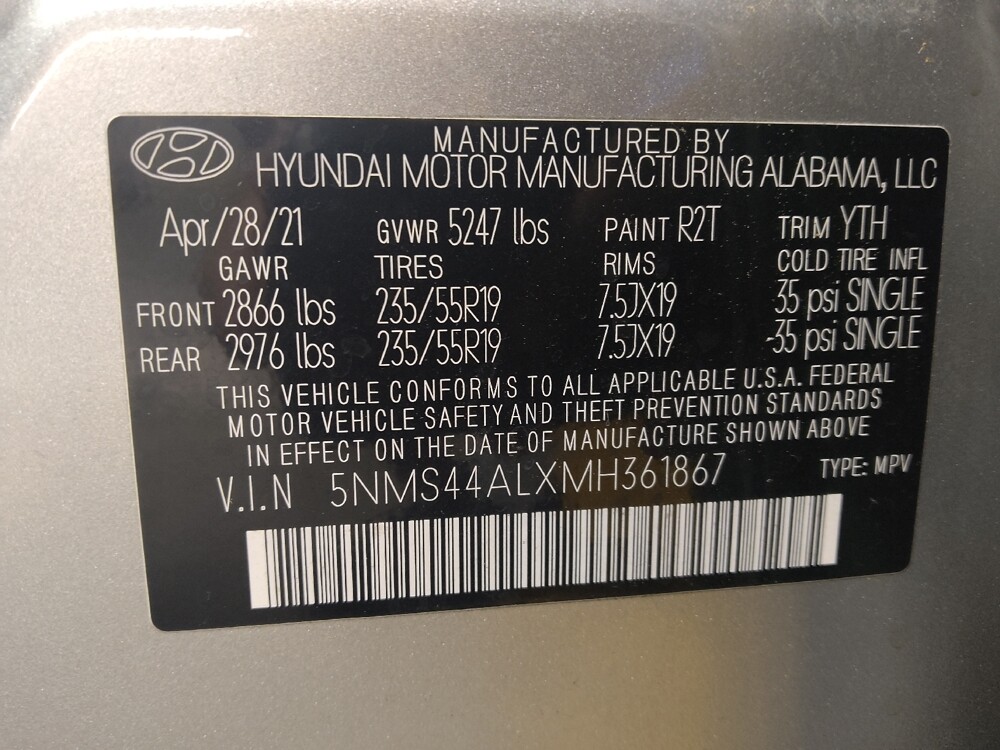 MANUFACTURED BY
HYUNDAI MOTOR MANUFACTURING ALABAMA, LLC
Apr/28/21 GVWR 5247 lbs PAINT R2T TRIM YTH
GAWR TIRES RIMS COLD TIRE INFL
FRONT 2866 lbs 235/55R19 7.5JX19 35 psi SINGLE
REAR 2976 lbs 235/55R19 7.5JX19 -35 psi SINGLE
THIS VEHICLE CONFORMS TO ALL APPLICABLE U.S.A. FEDERAL
MOTOR VEHICLE SAFETY AND THEFT PREVENTION STANDARDS
IN EFFECT ON THE DATE OF MANUFACTURE SHOWN ABOVE
V.I.N 5NMS44ALXMH361867 TYPE: MPV